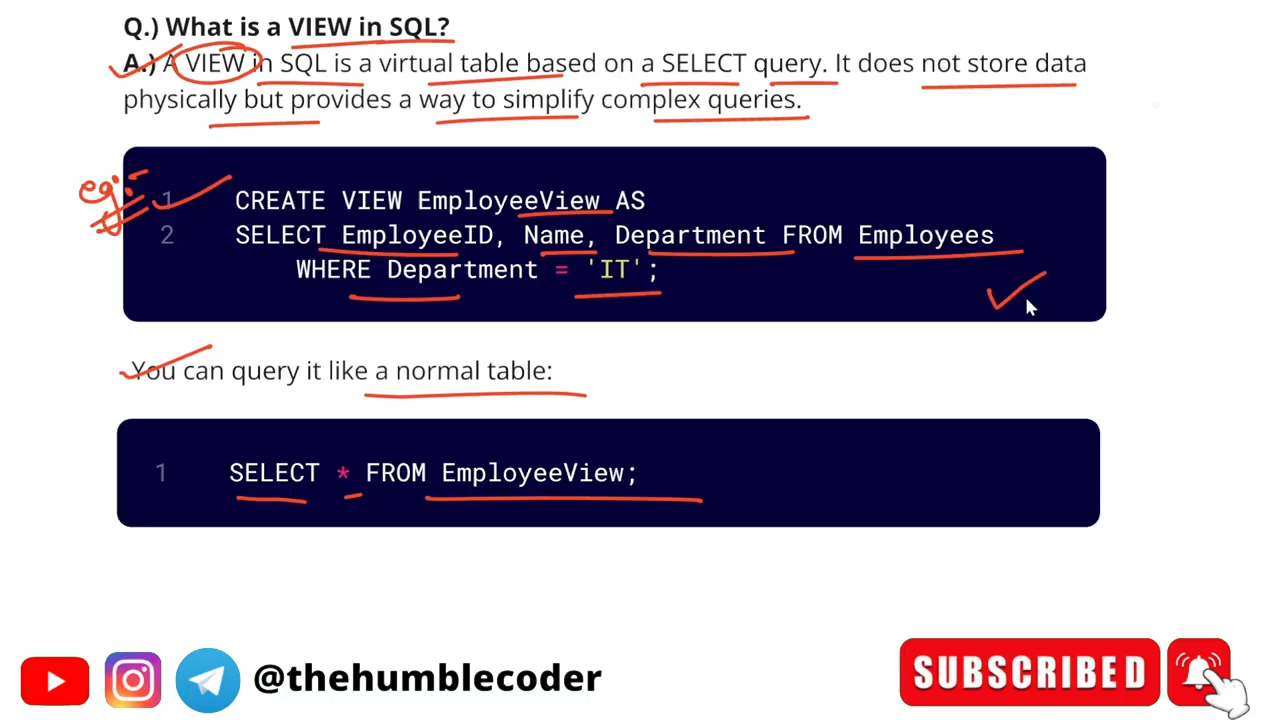 Q.) What is a VIEW in SQL?
A.) A VIEW in SQL is a virtual table based on a SELECT query. It does not store data
physically but provides a way to simplify complex queries.
eg:-
1 CREATE VIEW EmployeeView AS
2 SELECT EmployeeID, Name, Department FROM Employees
WHERE Department = 'IT';
You can query it like a normal table:
1 SELECT * FROM EmployeeView;
@thehumblecoder
SUBSCRIBED